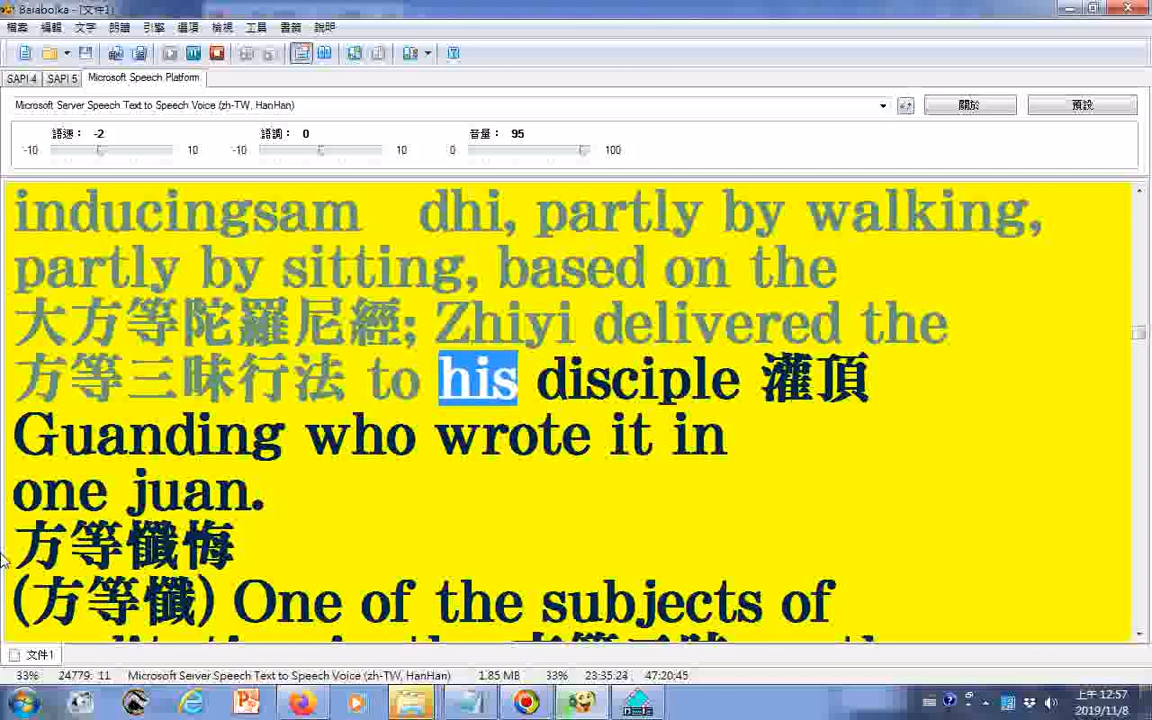 Balabolka - [文件1]
檔案 編輯 文字 朗讀 引擎 選項 檢視 工具 書籤 說明
SAPI 4 SAPI 5 Microsoft Speech Platform
Microsoft Server Speech Text to Speech Voice (zh-TW, HanHan) 關於 預設
語速： -2 語調： 0 音量： 95
-10 10 -10 10 0 100
inducingsam dhi, partly by walking,
partly by sitting, based on the
大方等陀羅尼經; Zhiyi delivered the
方等三昧行法 to his disciple 灌頂
Guanding who wrote it in
one juan.
方等懺悔
(方等懺) One of the subjects of
文件1
33% 24779: 11 Microsoft Server Speech Text to Speech Voice (zh-TW, HanHan) 1.85 MB 33% 23:35:24 47:20:45
上午 12:57
2019/11/8